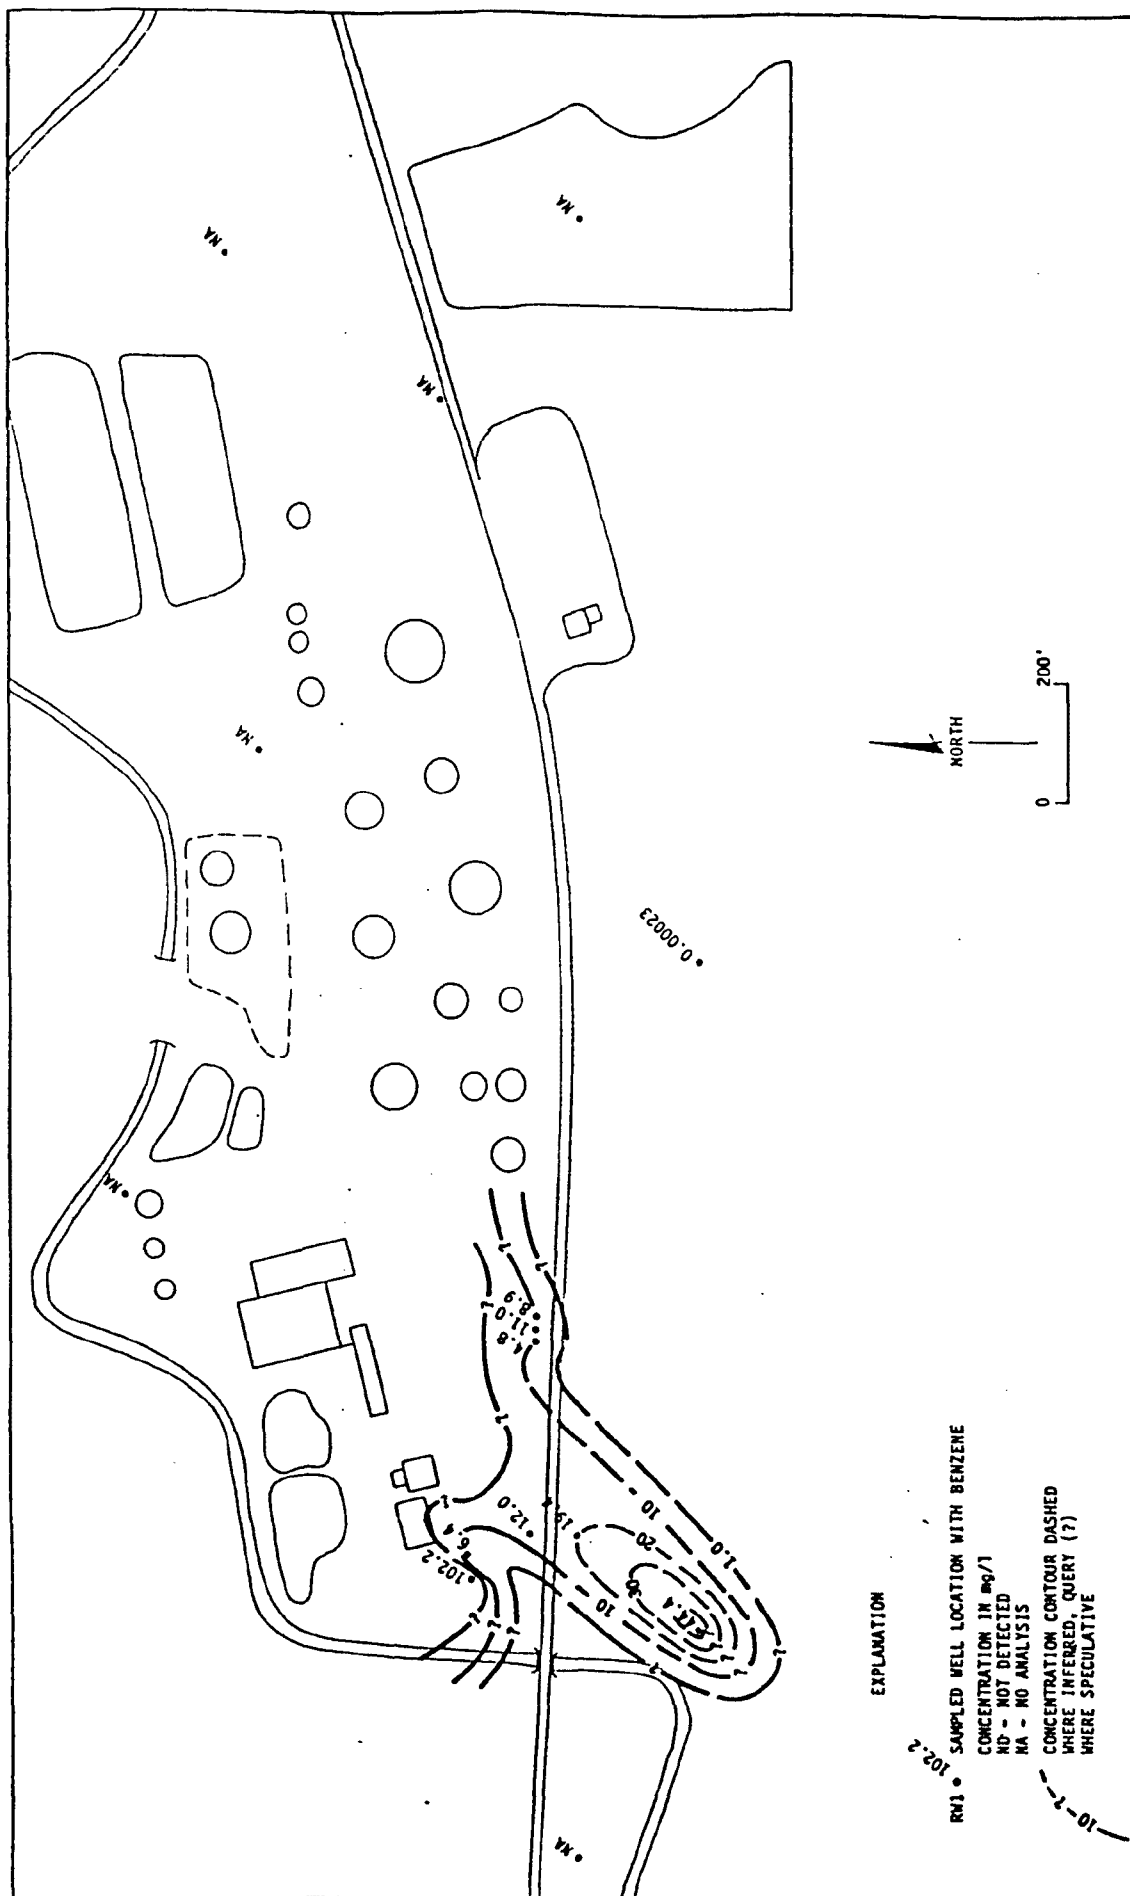 NA
NA
NA
NA
NA
NA
0.00023
8.9
11.0
4.8
12.0
6.4
102.2
10
10
20
30
1.0
?
?
?
?
?
?
?
?
NORTH
0 200'
EXPLANATION
102.2
RW1 • SAMPLED WELL LOCATION WITH BENZENE
CONCENTRATION IN mg/l
ND - NOT DETECTED
NA - NO ANALYSIS
10-?
CONCENTRATION CONTOUR DASHED
WHERE INFERRED, QUERY (?)
WHERE SPECULATIVE